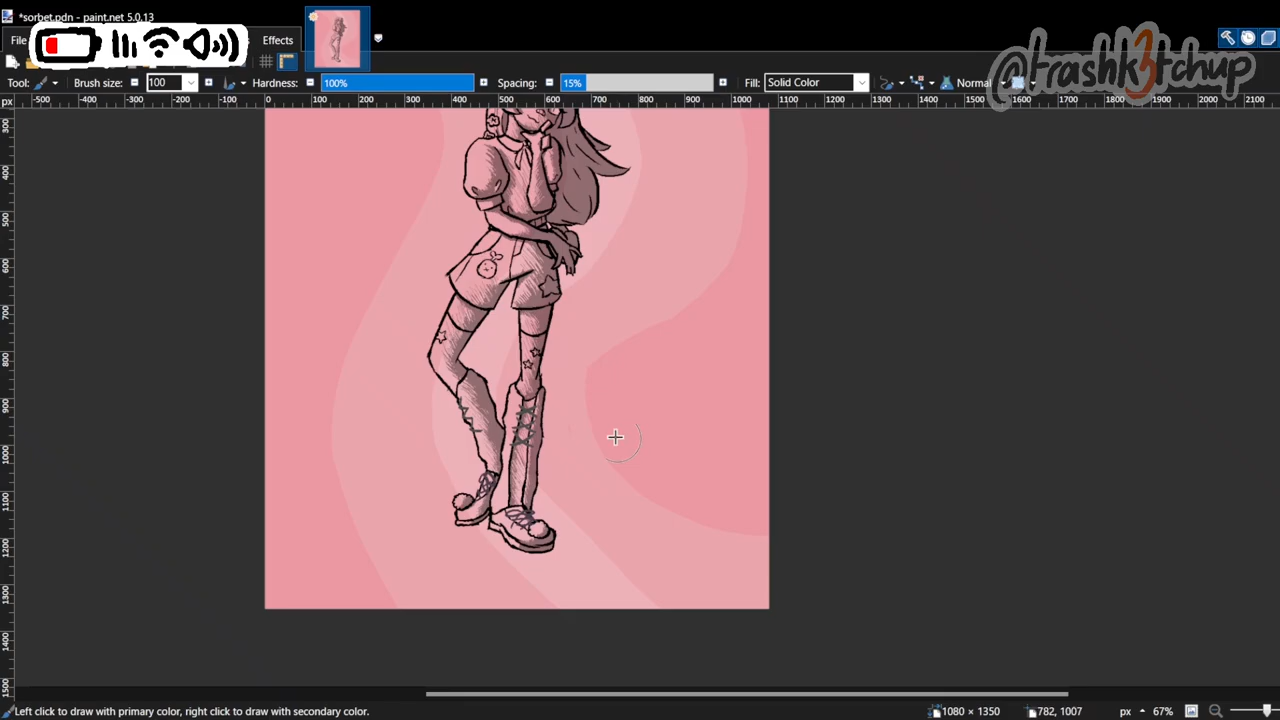 *sorbet.pdn - paint.net 5.0.13
File
Effects
@trashk3tchup
Tool: Brush size: 100 Hardness: 100% Spacing: 15% Fill: Solid Color Normal
px -500 -400 -300 -200 -100 0 100 200 300 400 500 600 700 800 900 1000 1100 1200 1300 1400 1500 1600 1700 1800 1900 2000 2100
300
400
500
600
700
800
900
1000
1100
1200
1300
1400
1500
Left click to draw with primary color, right click to draw with secondary color. 1080 × 1350 782, 1007 px 67%